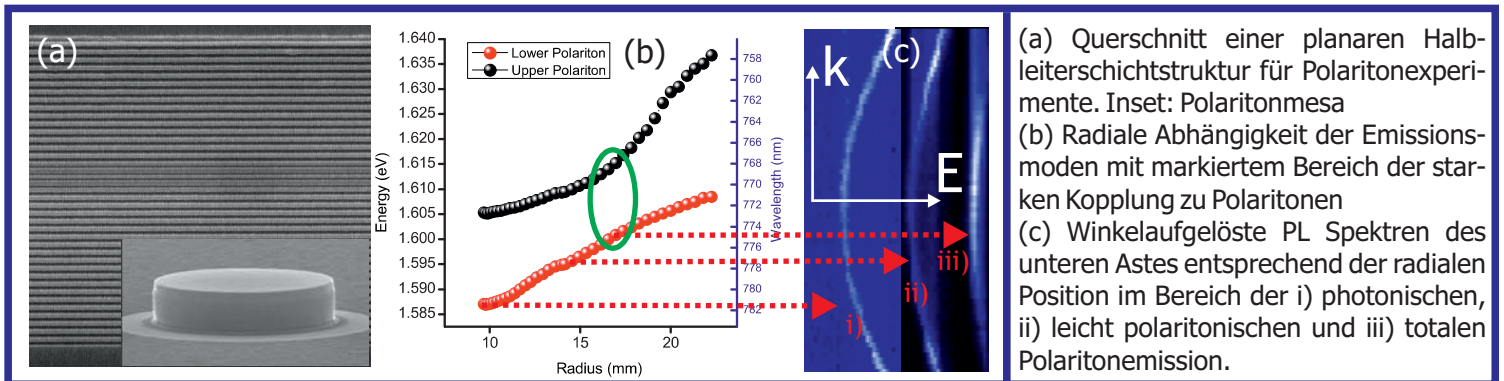 (a)
1.640
1.635
1.630
1.625
1.620
1.615
1.610
1.605
1.600
1.595
1.590
1.585
Energy (eV)
Lower Polariton
Upper Polariton
(b)
758
760
762
764
766
768
770
772
774
776
778
780
782
Wavelength (nm)
10
15
20
Radius (mm)
(c)
k
E
i)
ii)
iii)
(a) Querschnitt einer planaren Halb-
leiterschichtstruktur für Polaritonexperi-
mente. Inset: Polaritonmesa
(b) Radiale Abhängigkeit der Emissions-
moden mit markiertem Bereich der star-
ken Kopplung zu Polaritonen
(c) Winkelaufgelöste PL Spektren des
unteren Astes entsprechend der radialen
Position im Bereich der i) photonischen,
ii) leicht polaritonischen und iii) totalen
Polaritonemission.